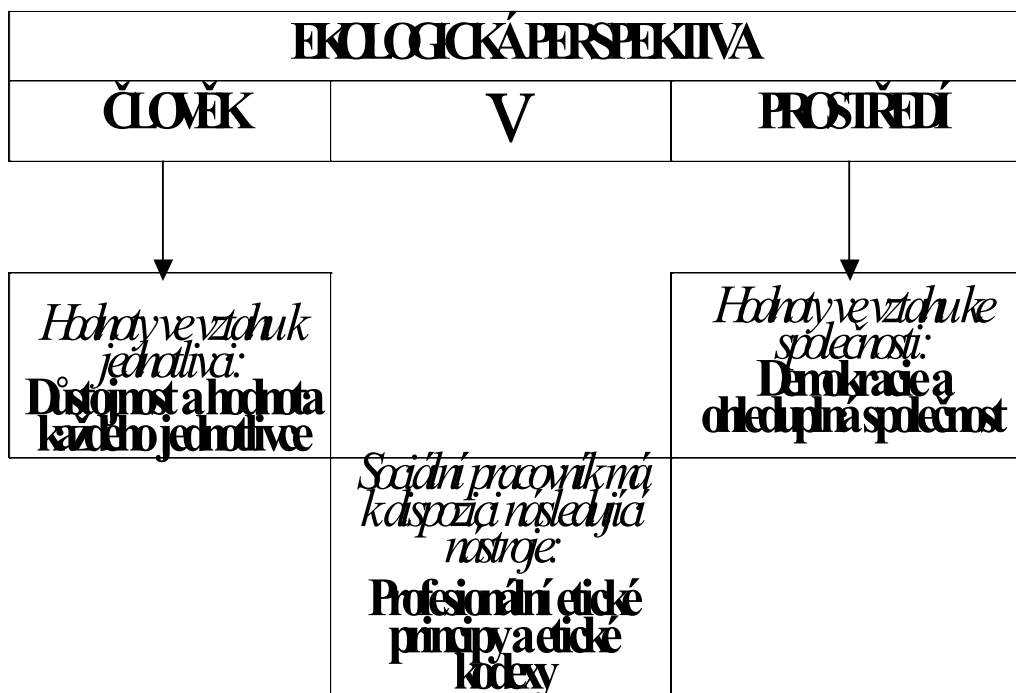 EKOLOGICKÁ PERSPEKTIVA
ČLOVĚK
V
PROSTŘEDÍ
Hodnoty ve vztahu k
jednotlivci:
Důstojnost a hodnota
každého jednotlivce
Hodnoty ve vztahu ke
společnosti:
Demokracie a
ohleduplná společnost
Sociální pracovník má
k dispozici následující
nástroje:
Profesionální etické
principy a etické
kodexy